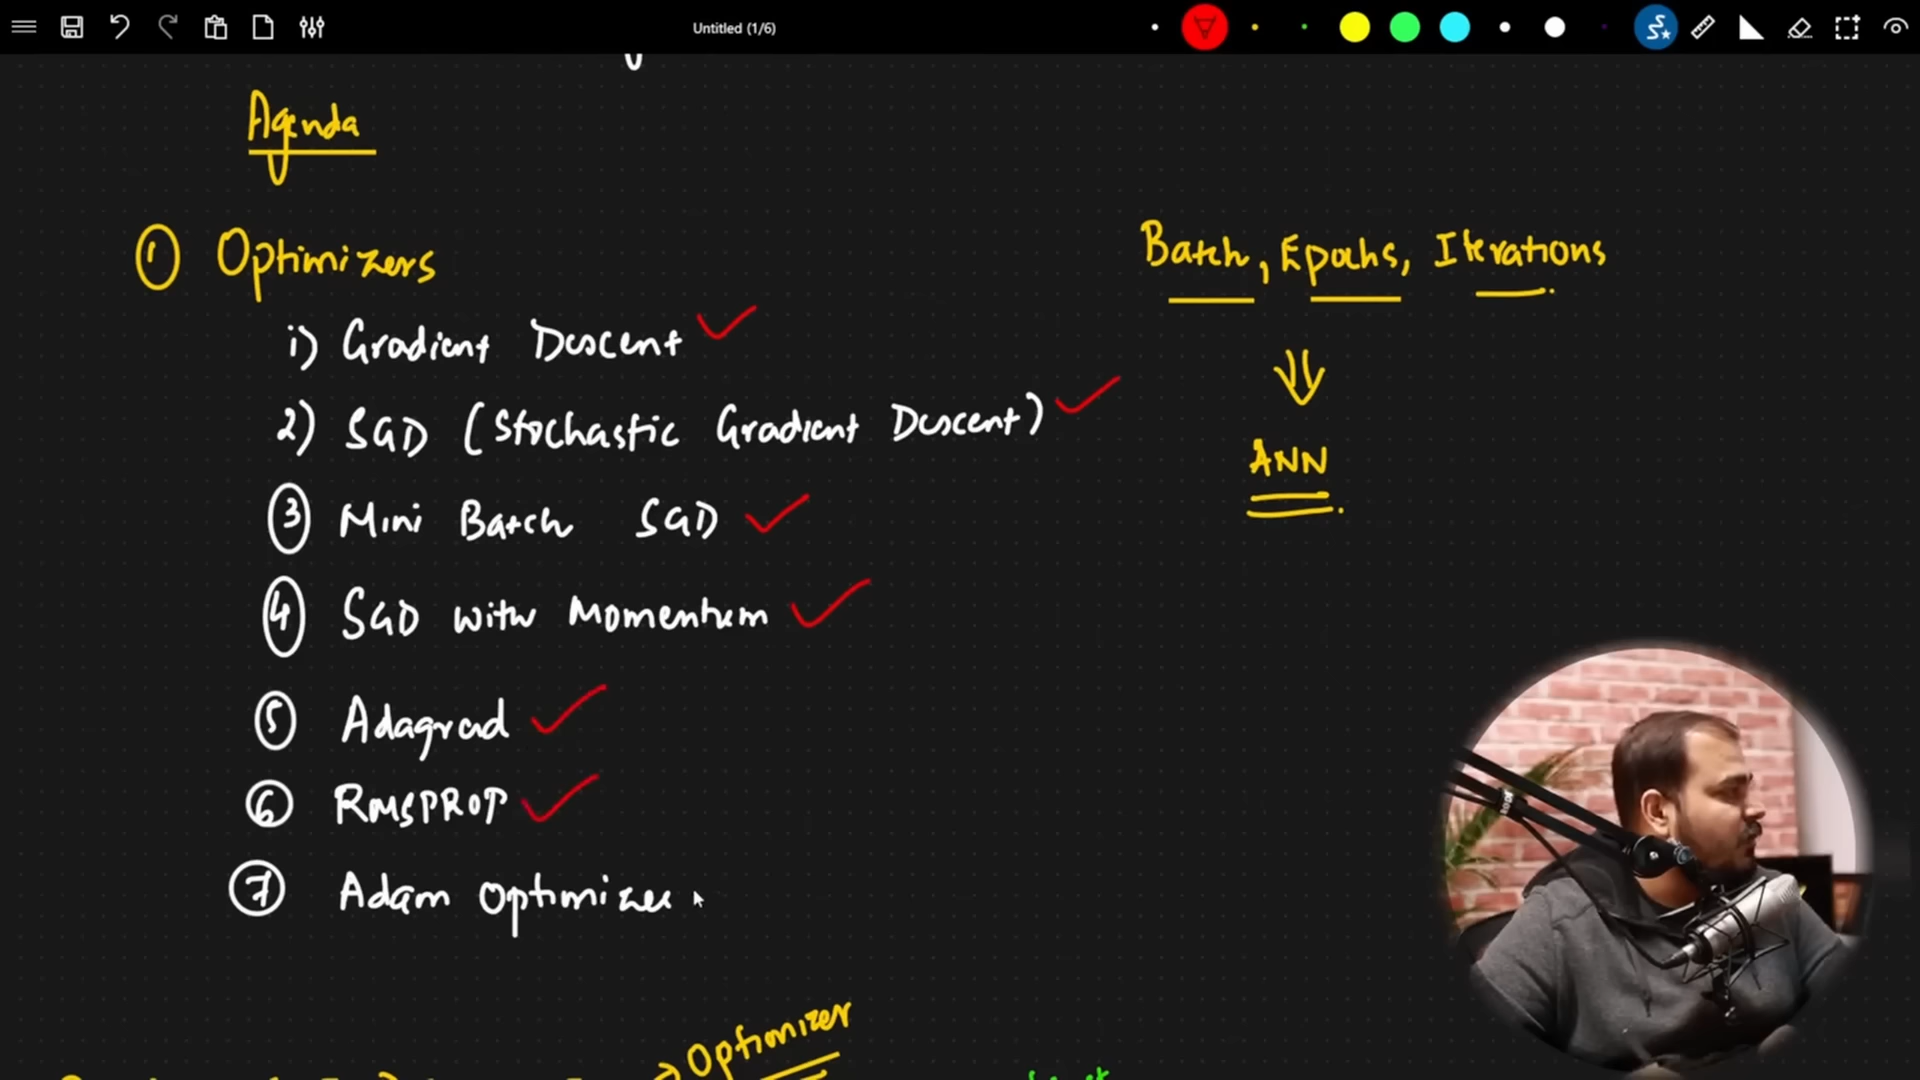 Untitled (1/6)
Agenda
① Optimizers
i) Gradient Descent
2) SGD (Stochastic Gradient Descent)
③ Mini Batch SGD
④ SGD with Momentum
⑤ Adagrad
⑥ RMSPROP
⑦ Adam Optimizer
Batch, Epochs, Iterations
ANN
Optimizer